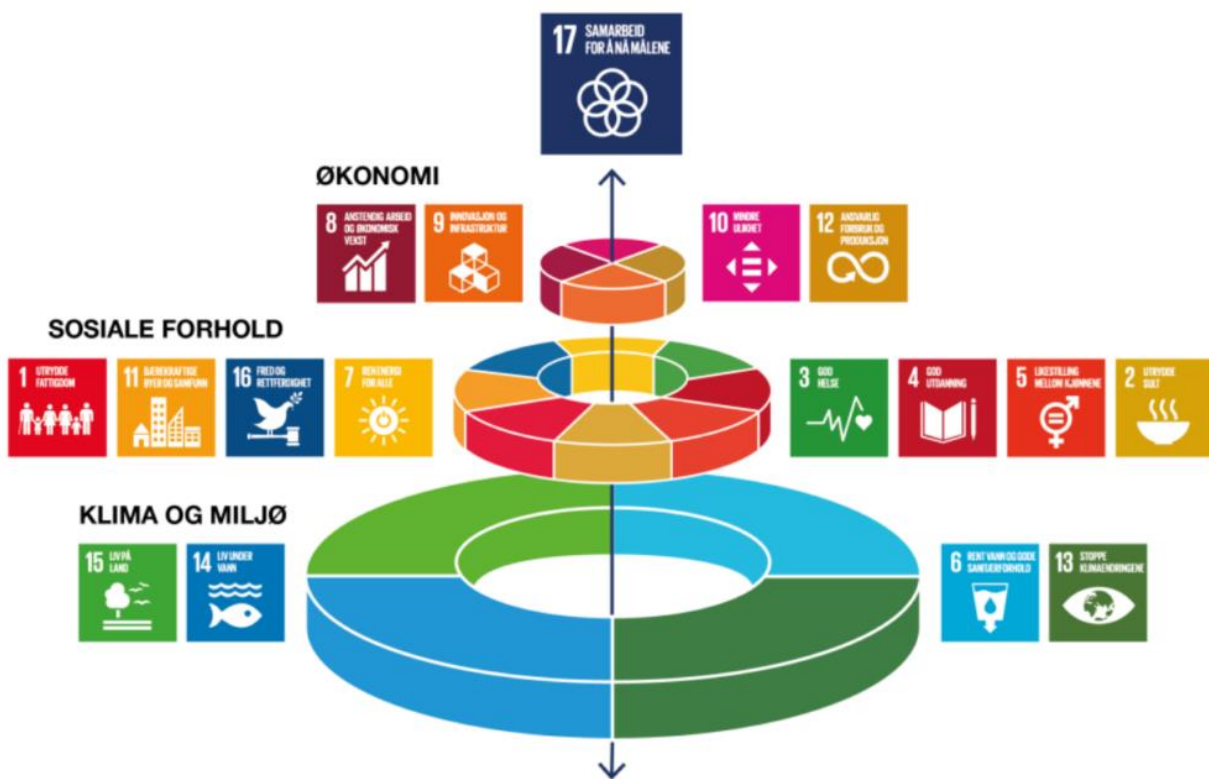 17 SAMARBEID
FOR Å NÅ MÅLENE
ØKONOMI
8 ANSTENDIG ARBEID
OG ØKONOMISK
VEKST
9 INNOVASJON OG
INFRASTRUKTUR
10 MINDRE
ULIKHET
12 ANSVARLIG
FORBRUK OG
PRODUKSJON
SOSIALE FORHOLD
1 UTRYDDE
FATTIGDOM
11 BÆREKRAFTIGE
BYER OG SAMFUNN
16 FRED OG
RETTFERDIGHET
7 REN ENERGI
FOR ALLE
3 GOD
HELSE
4 GOD
UTDANNING
5 LIKESTILLING
MELLOM KJØNNENE
2 UTRYDDE
SULT
KLIMA OG MILJØ
15 LIV PÅ
LAND
14 LIV UNDER
VANN
6 RENT VANN OG GODE
SANITÆRFORHOLD
13 STOPPE
KLIMAENDRINGENE